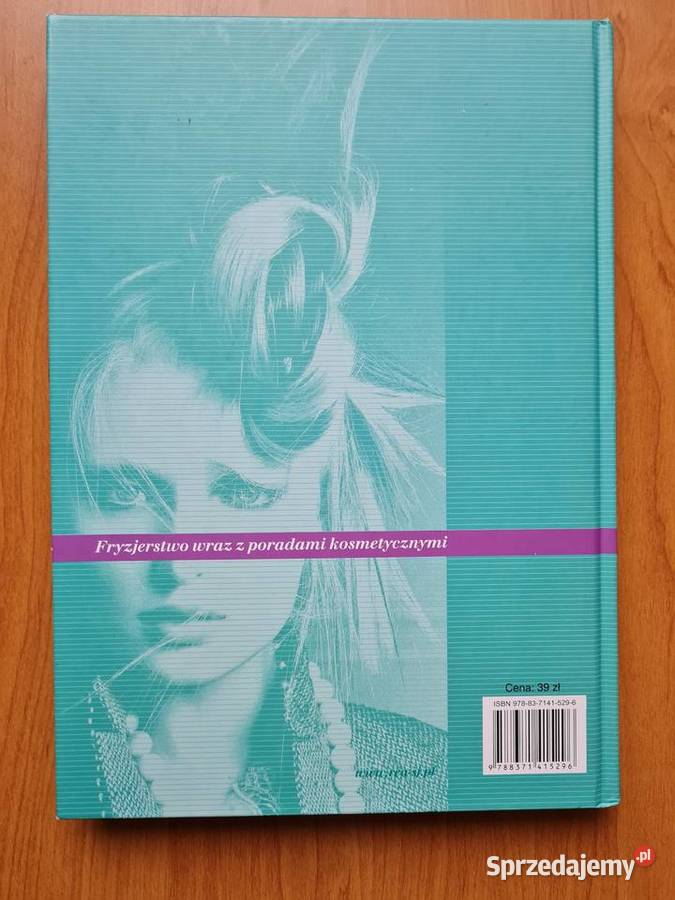 Fryzjerstwo wraz z poradami kosmetycznymi
Cena: 39 zł
ISBN 978-83-7141-529-6
9 788371 415296
Sprzedajemy.pl